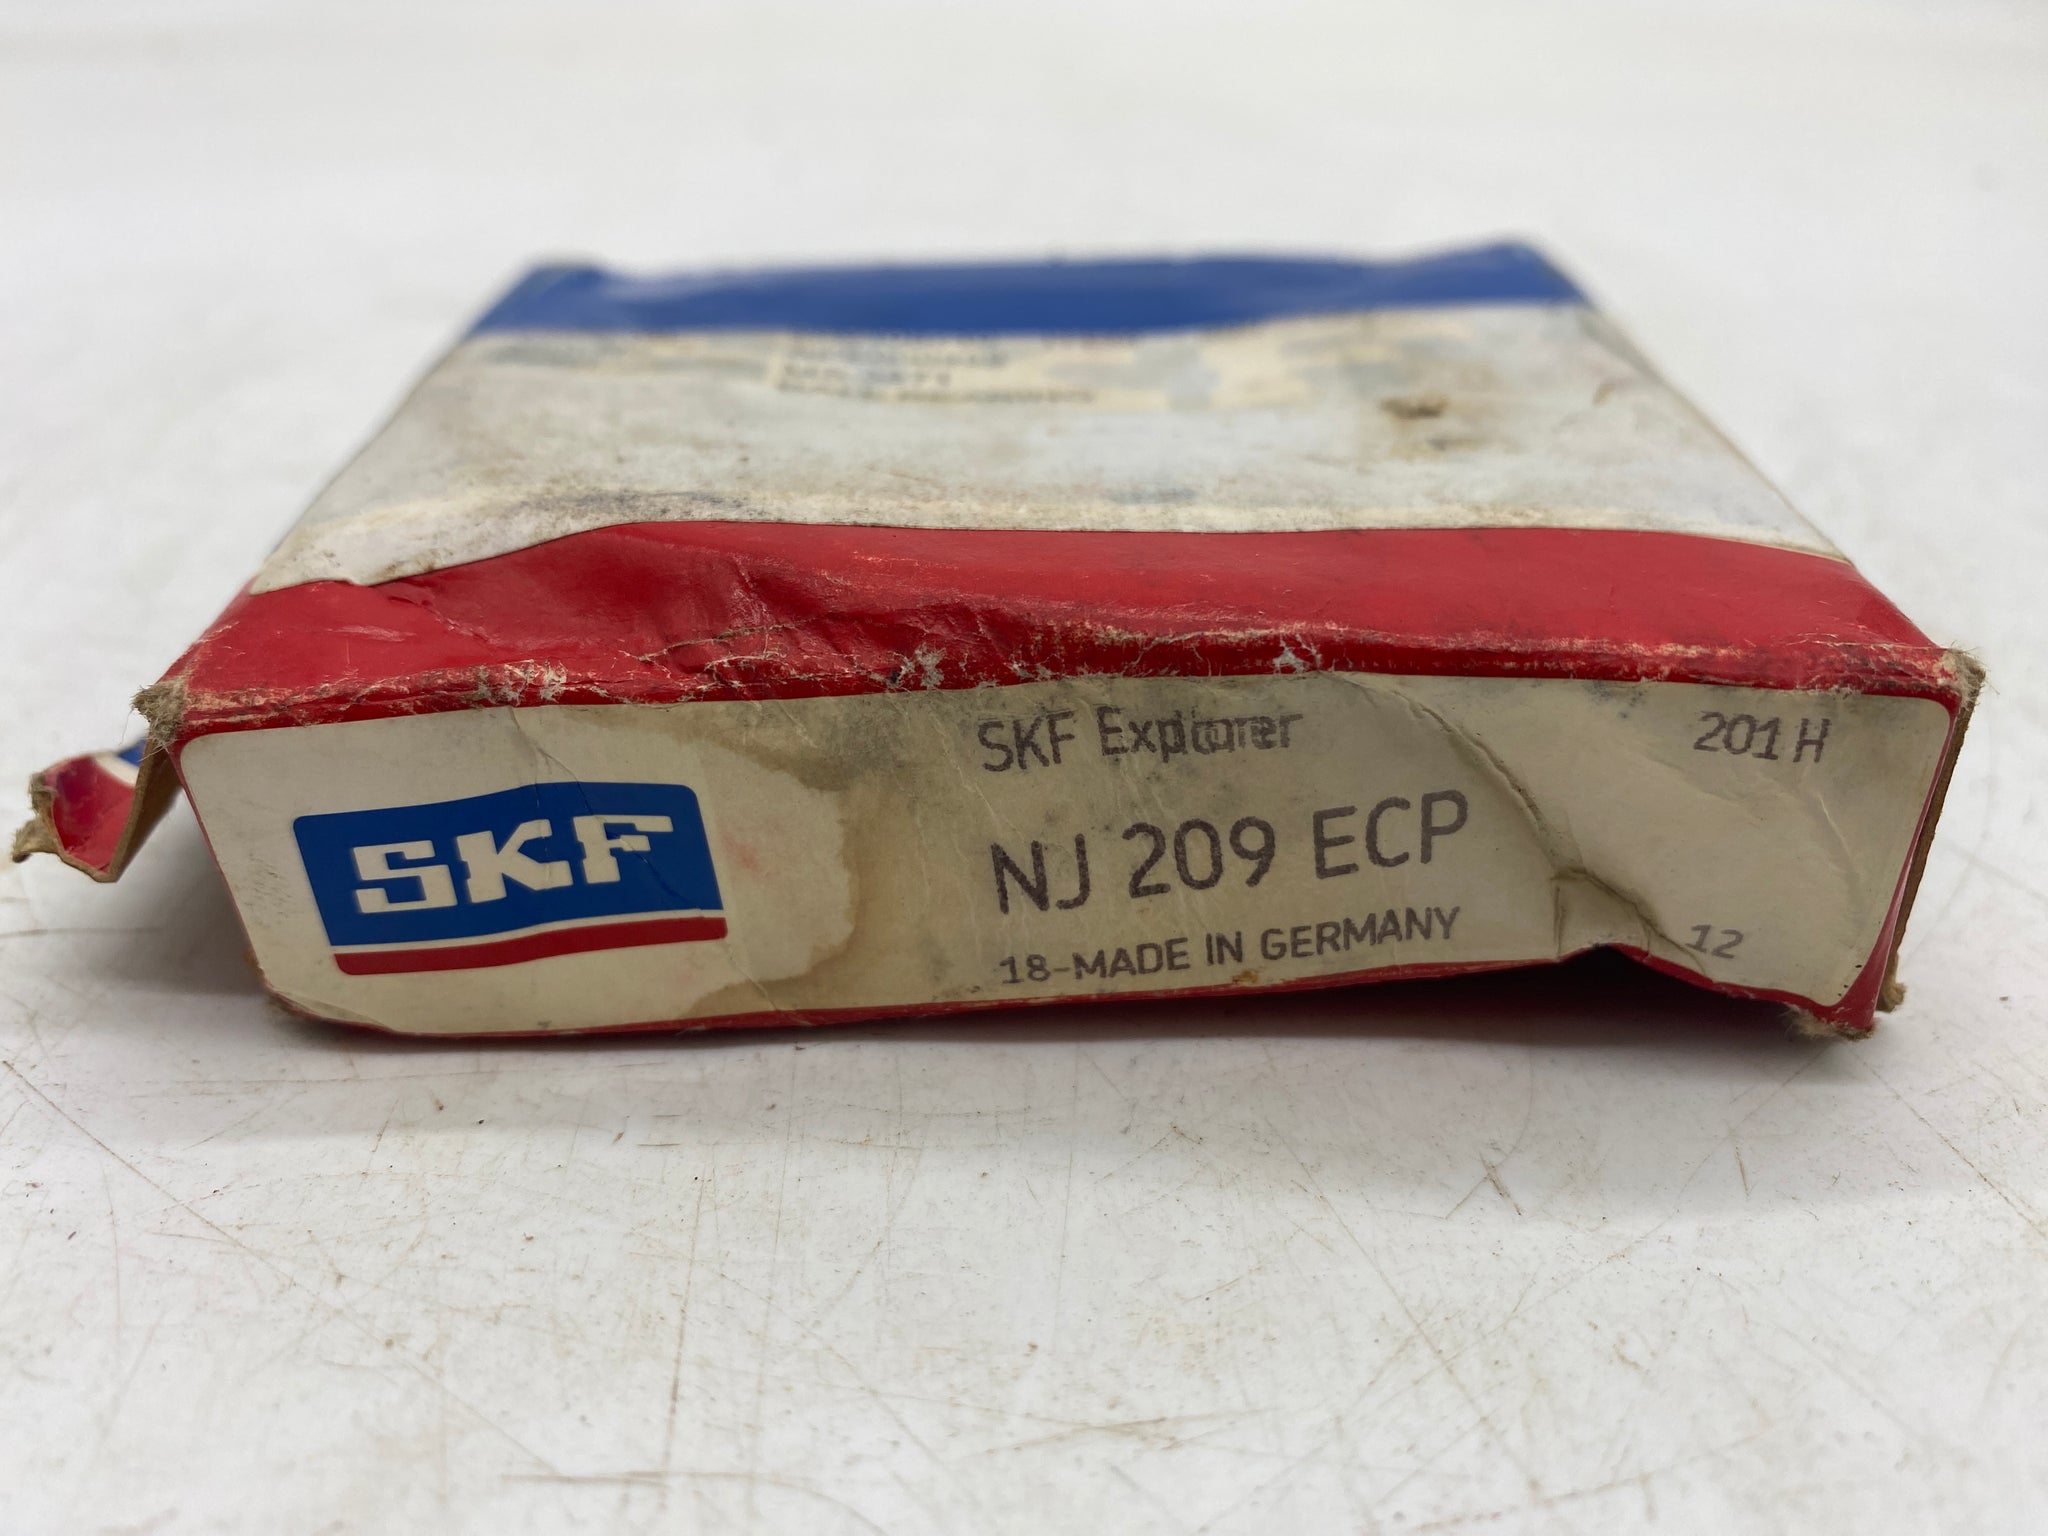 SKF
SKF Explorer
201 H
NJ 209 ECP
18-MADE IN GERMANY
12